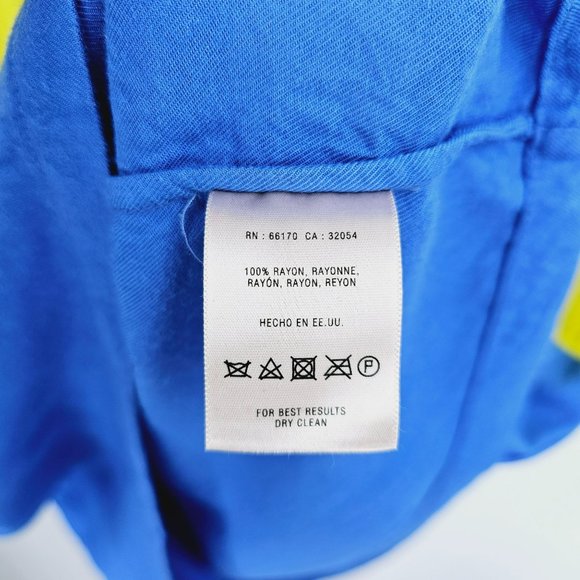 RN : 66170 CA : 32054
100% RAYON, RAYONNE,
RAYÓN, RAYON, REYON
HECHO EN EE.UU.
P
FOR BEST RESULTS
DRY CLEAN